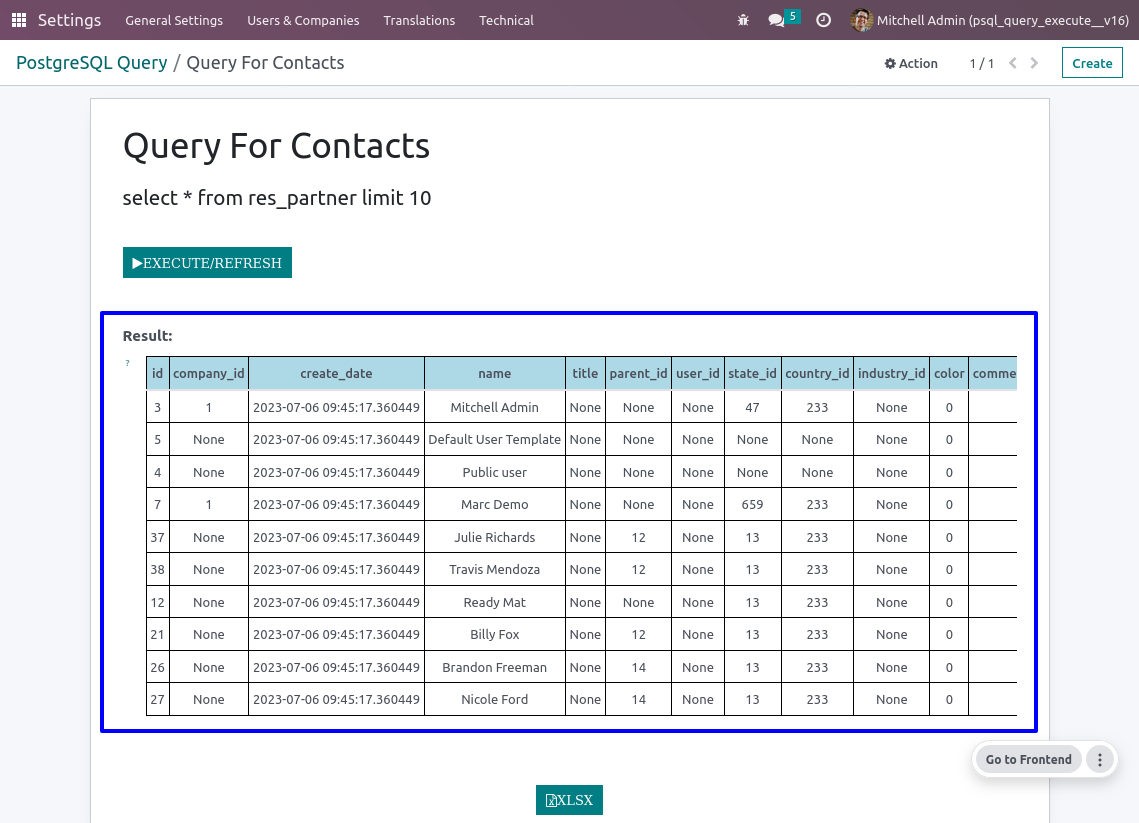 Settings General Settings Users & Companies Translations Technical 5 Mitchell Admin (psql_query_execute__v16)
PostgreSQL Query / Query For Contacts Action 1 / 1 Create
Query For Contacts
select * from res_partner limit 10
EXECUTE/REFRESH
Result:
?
id company_id create_date name title parent_id user_id state_id country_id industry_id color comme
3 1 2023-07-06 09:45:17.360449 Mitchell Admin None None None 47 233 None 0
5 None 2023-07-06 09:45:17.360449 Default User Template None None None None None None 0
4 None 2023-07-06 09:45:17.360449 Public user None None None None None None 0
7 1 2023-07-06 09:45:17.360449 Marc Demo None None None 659 233 None 0
37 None 2023-07-06 09:45:17.360449 Julie Richards None 12 None 13 233 None 0
38 None 2023-07-06 09:45:17.360449 Travis Mendoza None 12 None 13 233 None 0
12 None 2023-07-06 09:45:17.360449 Ready Mat None None None 13 233 None 0
21 None 2023-07-06 09:45:17.360449 Billy Fox None 12 None 13 233 None 0
26 None 2023-07-06 09:45:17.360449 Brandon Freeman None 14 None 13 233 None 0
27 None 2023-07-06 09:45:17.360449 Nicole Ford None 14 None 13 233 None 0
Go to Frontend
XLSX